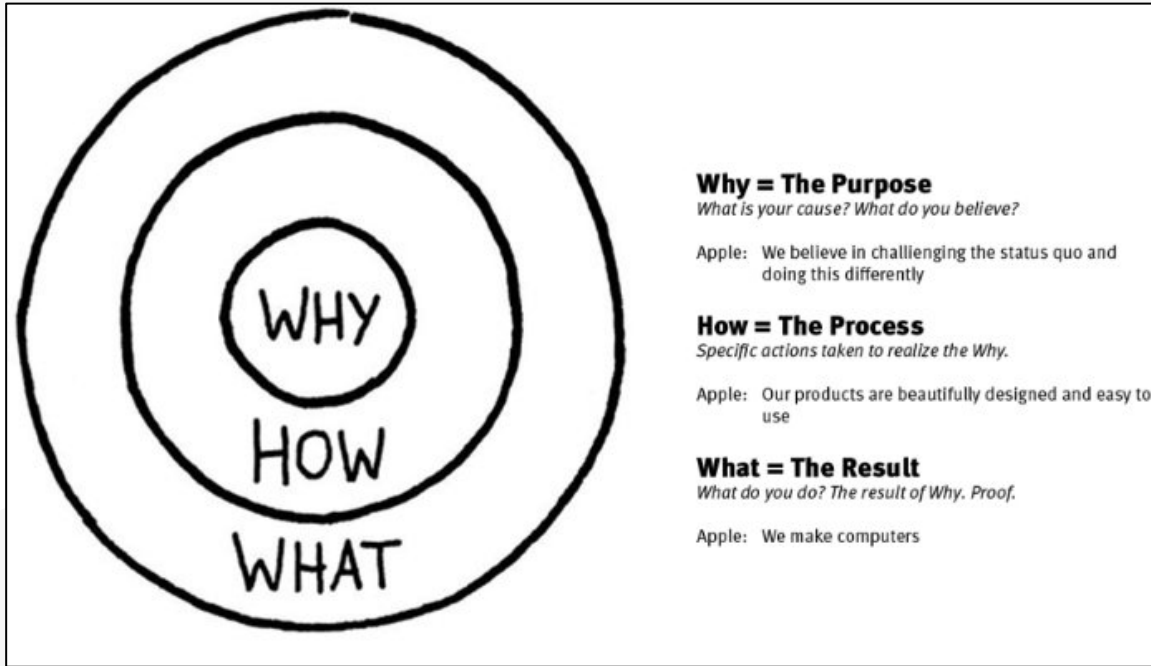 WHY
HOW
WHAT
Why = The Purpose
What is your cause? What do you believe?
Apple: We believe in challienging the status quo and
doing this differently
How = The Process
Specific actions taken to realize the Why.
Apple: Our products are beautifully designed and easy to
use
What = The Result
What do you do? The result of Why. Proof.
Apple: We make computers